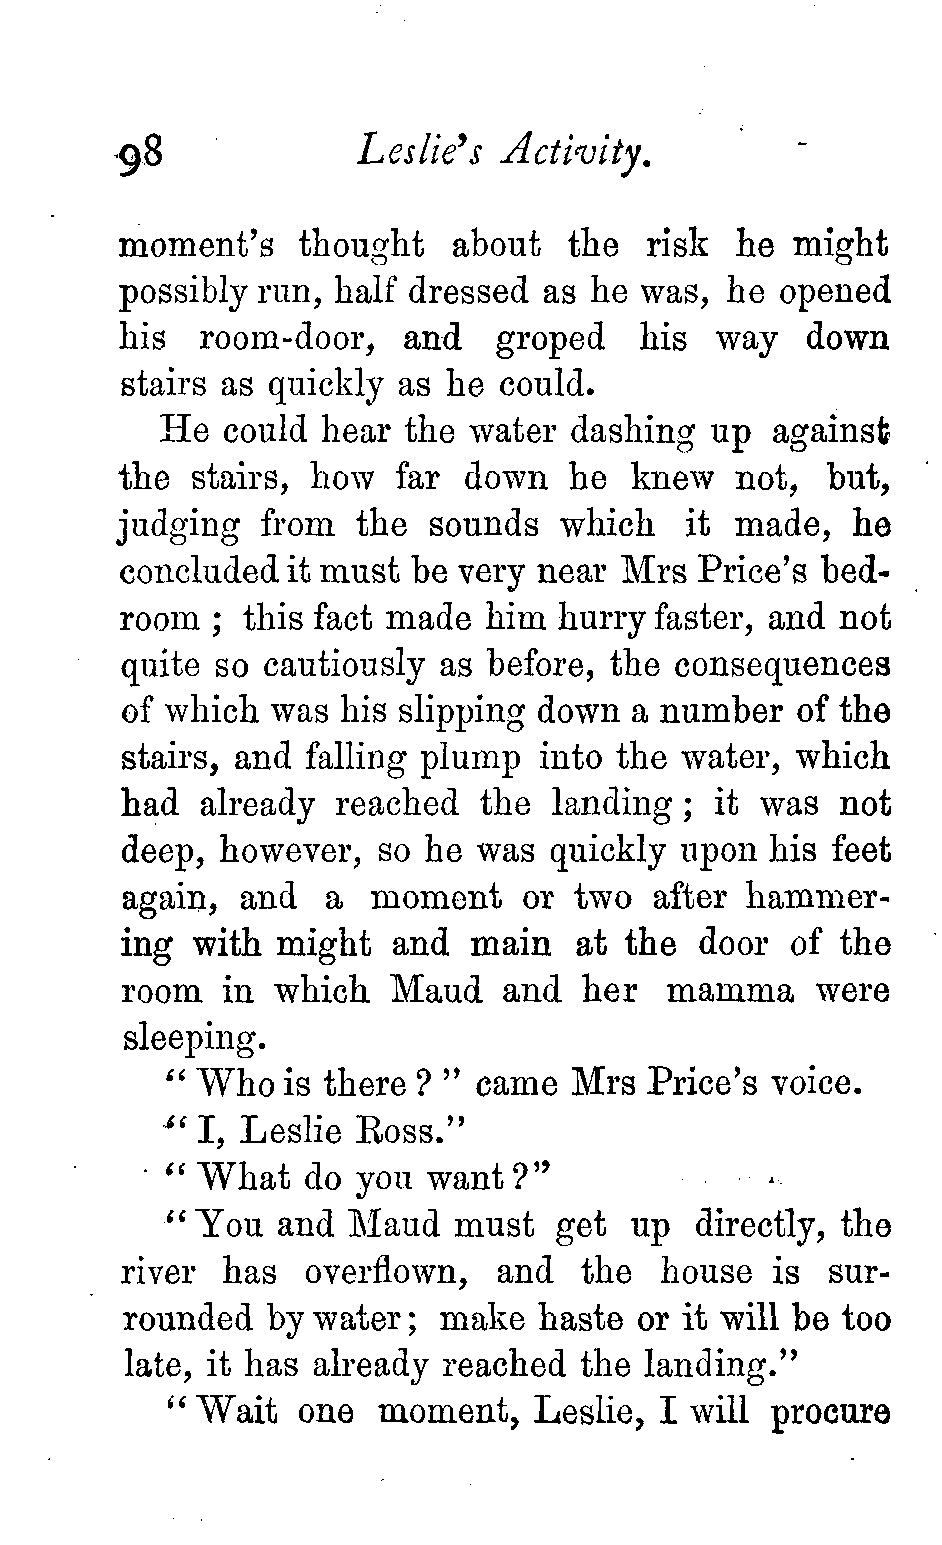 98 Leslie's Activity.
moment's thought about the risk he might
possibly run, half dressed as he was, he opened
his room-door, and groped his way down
stairs as quickly as he could.
He could hear the water dashing up against
the stairs, how far down he knew not, but,
judging from the sounds which it made, he
concluded it must be very near Mrs Price's bed-
room ; this fact made him hurry faster, and not
quite so cautiously as before, the consequences
of which was his slipping down a number of the
stairs, and falling plump into the water, which
had already reached the landing ; it was not
deep, however, so he was quickly upon his feet
again, and a moment or two after hammer-
ing with might and main at the door of the
room in which Maud and her mamma were
sleeping.
“ Who is there ? ” came Mrs Price's voice.
“ I, Leslie Ross.”
“ What do you want ?”
“ You and Maud must get up directly, the
river has overflown, and the house is sur-
rounded by water ; make haste or it will be too
late, it has already reached the landing.”
“ Wait one moment, Leslie, I will procure